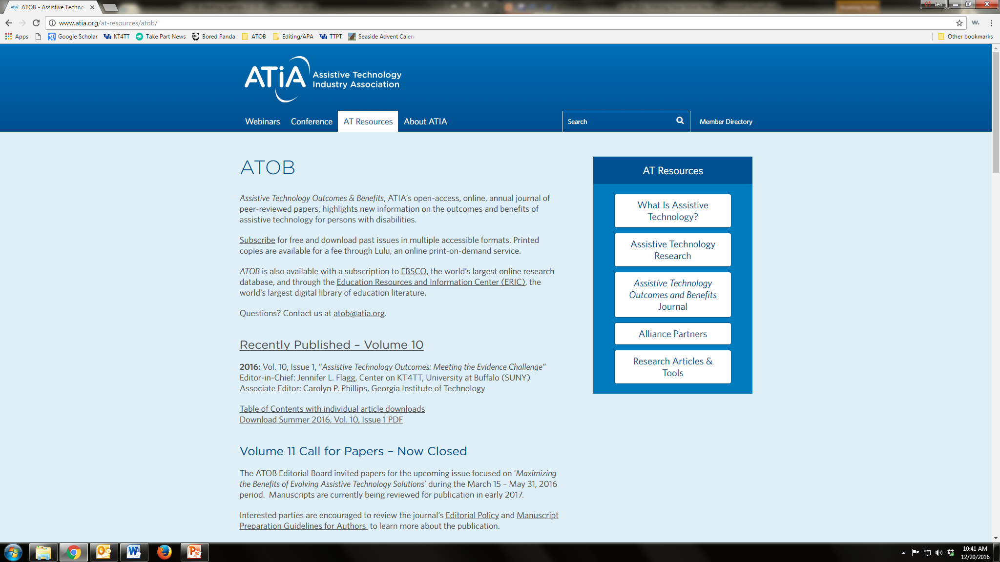 ATOB - Assistive Techno
Jen
www.atia.org/at-resources/atob/
Apps
Google Scholar
KT4TT
Take Part News
Bored Panda
ATOB
Editing/APA
TTPT
Seaside Advent Calen
Other bookmarks
ATiA Assistive Technology
Industry Association
Webinars
Conference
AT Resources
About ATIA
Search
Member Directory
ATOB
Assistive Technology Outcomes & Benefits, ATIA's open-access, online, annual journal of
peer-reviewed papers, highlights new information on the outcomes and benefits of
assistive technology for persons with disabilities.
Subscribe for free and download past issues in multiple accessible formats. Printed
copies are available for a fee through Lulu, an online print-on-demand service.
ATOB is also available with a subscription to EBSCO, the world's largest online research
database, and through the Education Resources and Information Center (ERIC), the
world's largest digital library of education literature.
Questions? Contact us at atob@atia.org.
Recently Published – Volume 10
2016: Vol. 10, Issue 1, "Assistive Technology Outcomes: Meeting the Evidence Challenge"
Editor-in-Chief: Jennifer L. Flagg, Center on KT4TT, University at Buffalo (SUNY)
Associate Editor: Carolyn P. Phillips, Georgia Institute of Technology
Table of Contents with individual article downloads
Download Summer 2016, Vol. 10, Issue 1 PDF
Volume 11 Call for Papers – Now Closed
The ATOB Editorial Board invited papers for the upcoming issue focused on 'Maximizing
the Benefits of Evolving Assistive Technology Solutions' during the March 15 – May 31, 2016
period. Manuscripts are currently being reviewed for publication in early 2017.
Interested parties are encouraged to review the journal's Editorial Policy and Manuscript
Preparation Guidelines for Authors to learn more about the publication.
AT Resources
What Is Assistive
Technology?
Assistive Technology
Research
Assistive Technology
Outcomes and Benefits
Journal
Alliance Partners
Research Articles &
Tools
10:41 AM
12/20/2016